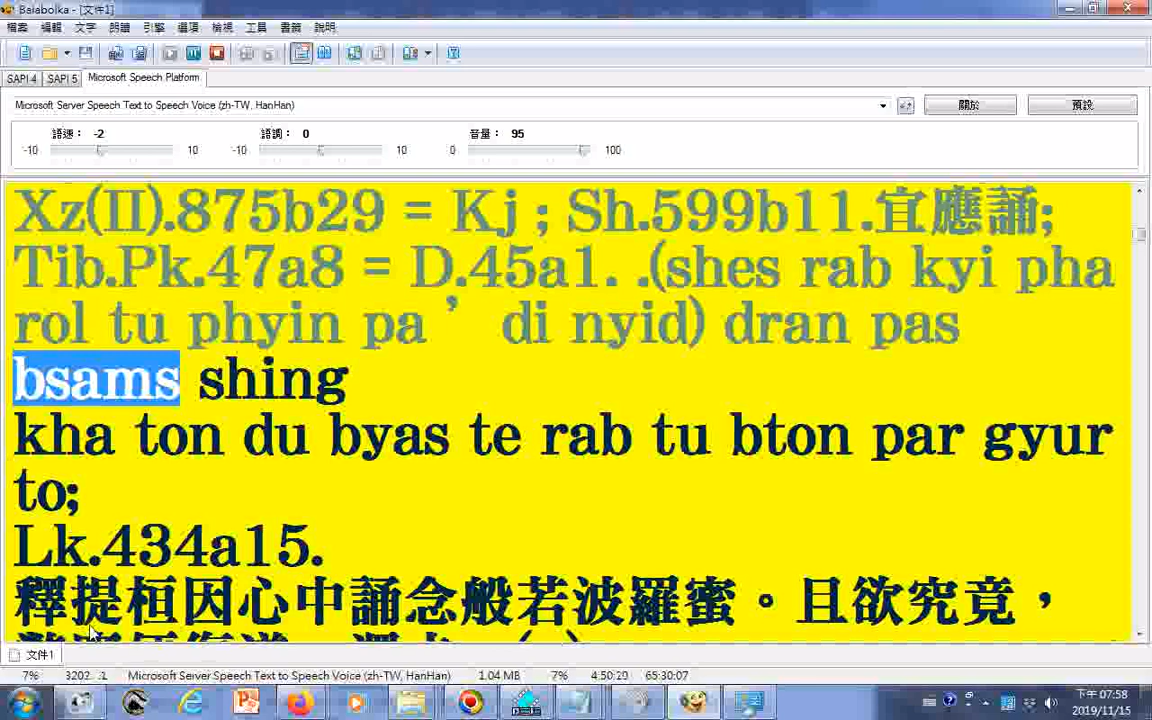 Balabolka - [文件1]
檔案 編輯 文字 朗讀 引擎 選項 檢視 工具 書籤 說明
SAPI 4 SAPI 5 Microsoft Speech Platform
Microsoft Server Speech Text to Speech Voice (zh-TW, HanHan) 關於 預設
語速： -2 語調： 0 音量： 95
-10 10 -10 10 0 100
Xz(II).875b29 = Kj ; Sh.599b11.宜應誦;
Tib.Pk.47a8 = D.45a1. .(shes rab kyi pha
rol tu phyin pa ’ di nyid) dran pas
bsams shing
kha ton du byas te rab tu bton par gyur
to;
Lk.434a15.
釋提桓因心中誦念般若波羅蜜。且欲究竟，
文件1
7% 3202 :1 Microsoft Server Speech Text to Speech Voice (zh-TW, HanHan) 1.04 MB 7% 4:50:29 65:30:07
下午 07:58
2019/11/15